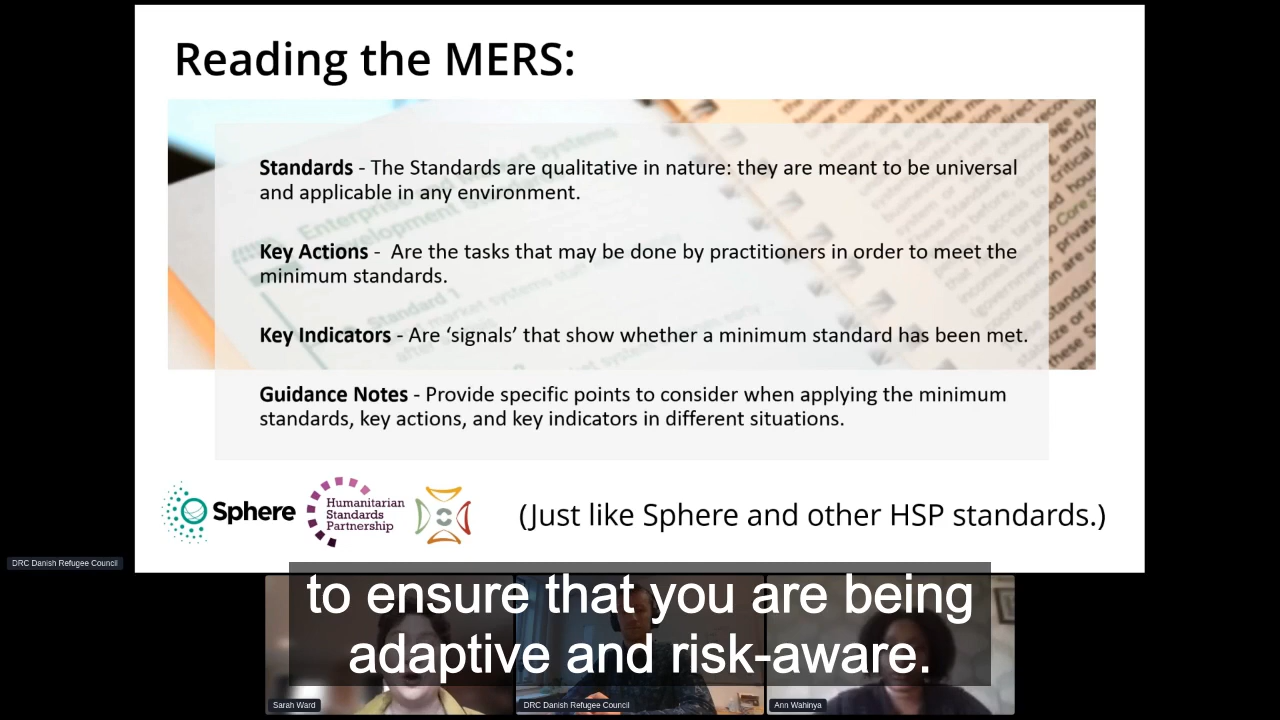 Reading the MERS:
Standards - The Standards are qualitative in nature: they are meant to be universal
and applicable in any environment.
Key Actions - Are the tasks that may be done by practitioners in order to meet the
minimum standards.
Key Indicators - Are ‘signals’ that show whether a minimum standard has been met.
Guidance Notes - Provide specific points to consider when applying the minimum
standards, key actions, and key indicators in different situations.
Sphere
Humanitarian
Standards
Partnership
(Just like Sphere and other HSP standards.)
DRC Danish Refugee Council
to ensure that you are being
adaptive and risk-aware.
Sarah Ward
DRC Danish Refugee Council
Ann Wahinya